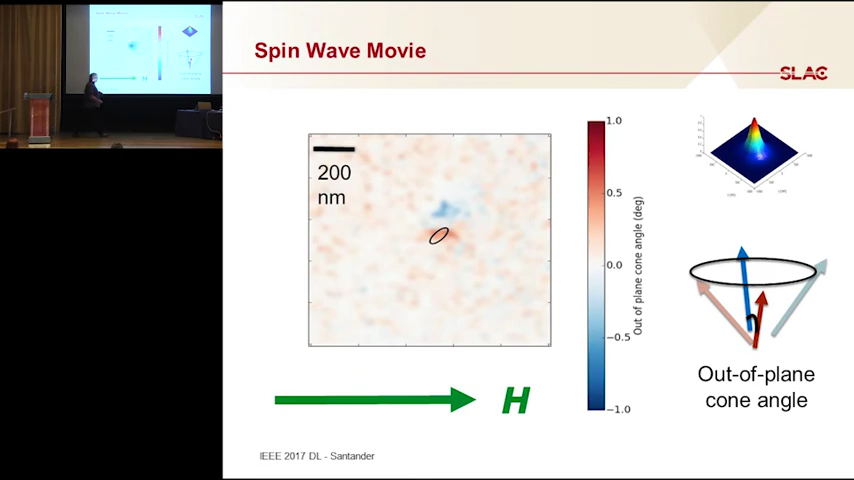 Spin Wave Movie
SLAC
200
nm
1.0
0.5
0.0
−0.5
−1.0
Out of plane cone angle (deg)
H
Out-of-plane
cone angle
IEEE 2017 DL - Santander